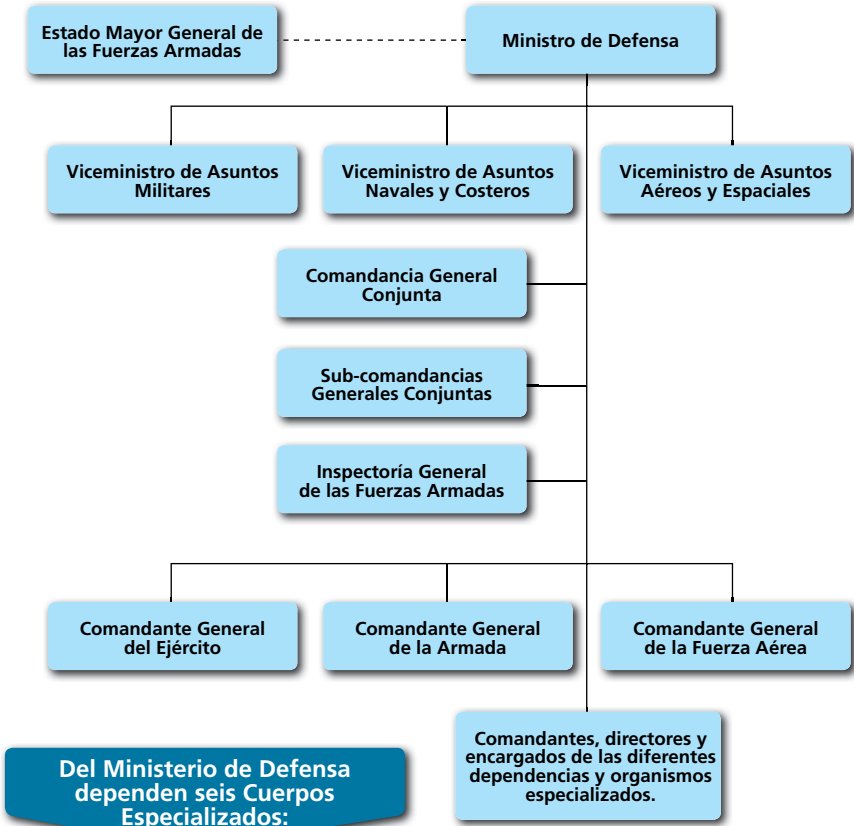 Estado Mayor General de
las Fuerzas Armadas
Ministro de Defensa
Viceministro de Asuntos
Militares
Viceministro de Asuntos
Navales y Costeros
Viceministro de Asuntos
Aéreos y Espaciales
Comandancia General
Conjunta
Sub-comandancias
Generales Conjuntas
Inspectoría General
de las Fuerzas Armadas
Comandante General
del Ejército
Comandante General
de la Armada
Comandante General
de la Fuerza Aérea
Comandantes, directores y
encargados de las diferentes
dependencias y organismos
especializados.
Del Ministerio de Defensa
dependen seis Cuerpos
Especializados: